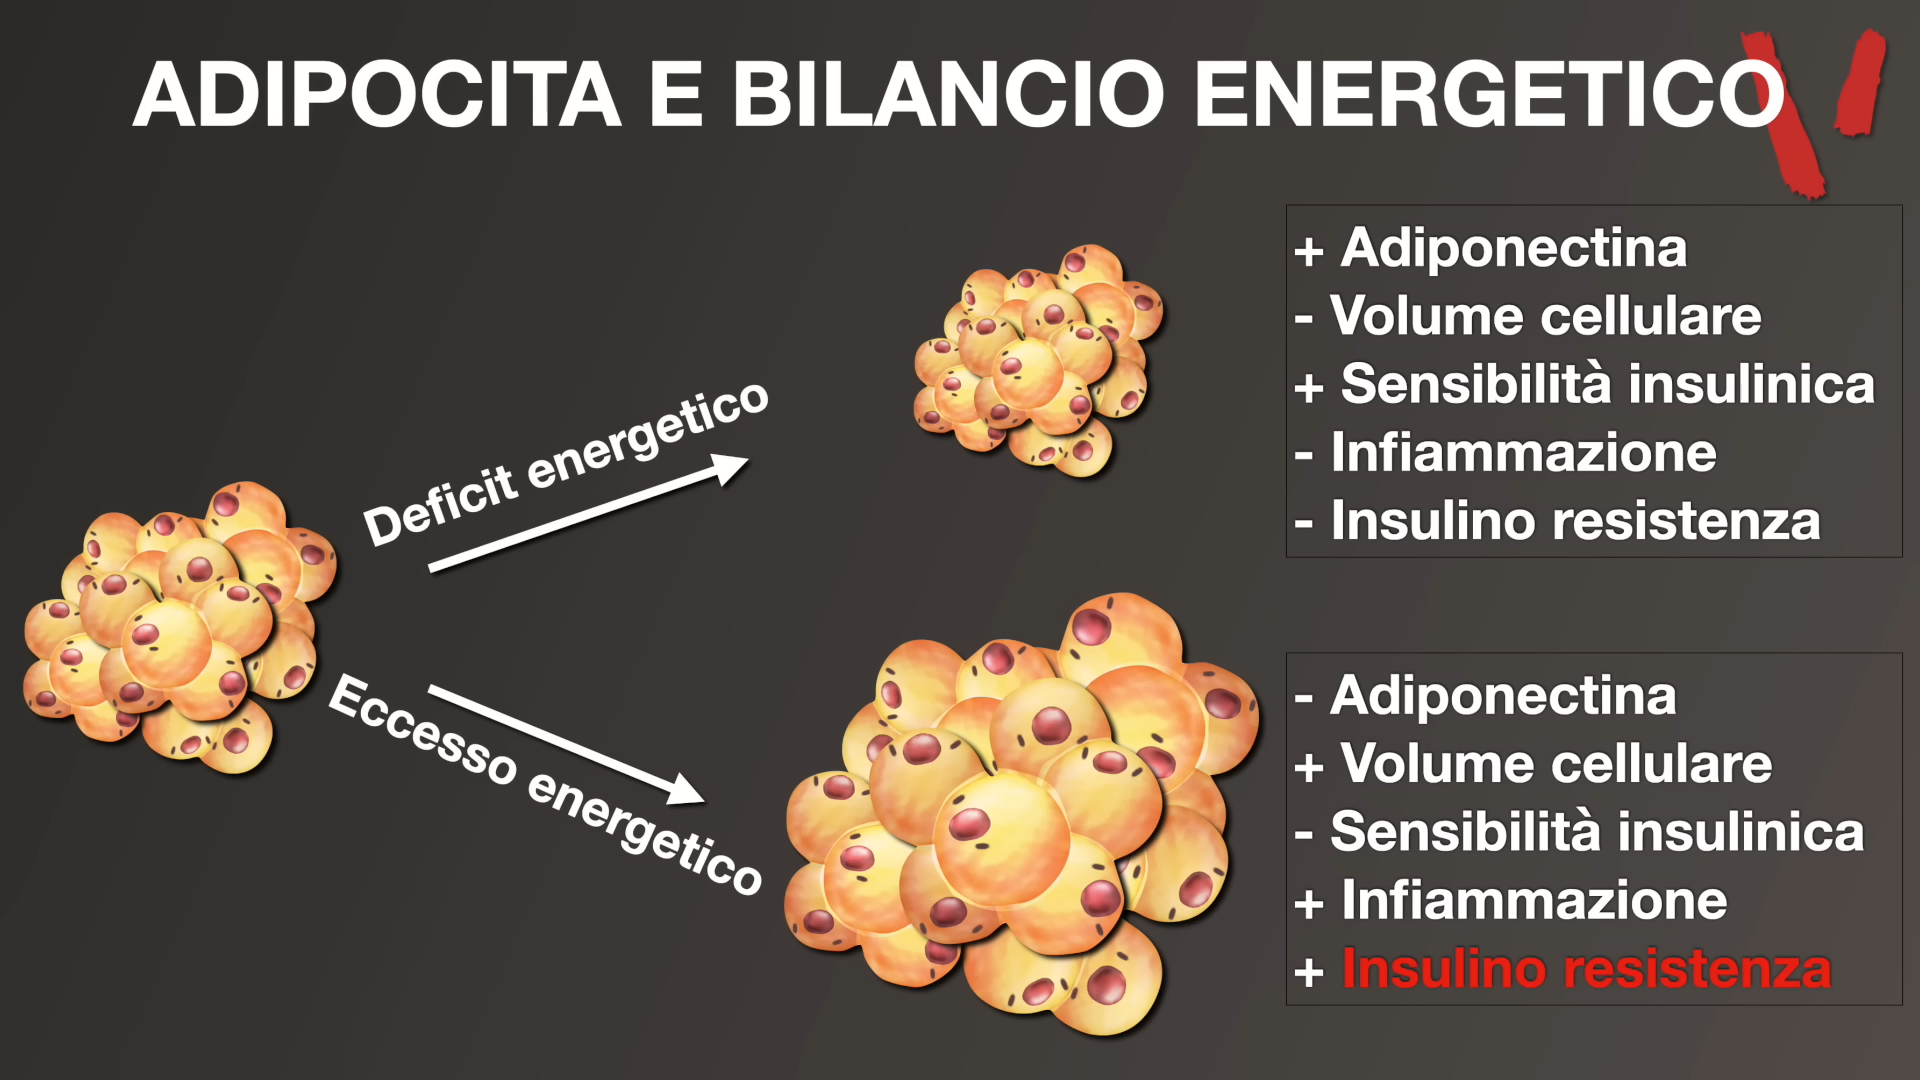 ADIPOCITA E BILANCIO ENERGETICO
Deficit energetico
+ Adiponectina
- Volume cellulare
+ Sensibilità insulinica
- Infiammazione
- Insulino resistenza
Eccesso energetico
- Adiponectina
+ Volume cellulare
- Sensibilità insulinica
+ Infiammazione
+ Insulino resistenza